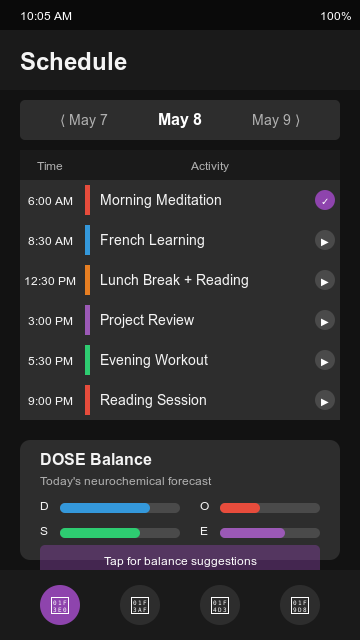 10:05 AM 100%
Schedule
⟨ May 7 May 8 May 9 ⟩
Time Activity
6:00 AM Morning Meditation ✓
8:30 AM French Learning ▶
12:30 PM Lunch Break + Reading ▶
3:00 PM Project Review ▶
5:30 PM Evening Workout ▶
9:00 PM Reading Session ▶
DOSE Balance
Today's neurochemical forecast
D O
S E
Tap for balance suggestions